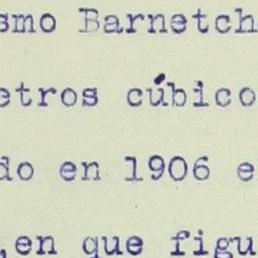 smo Barnetch
etros cúbico
do en 1906 e
,en que figu